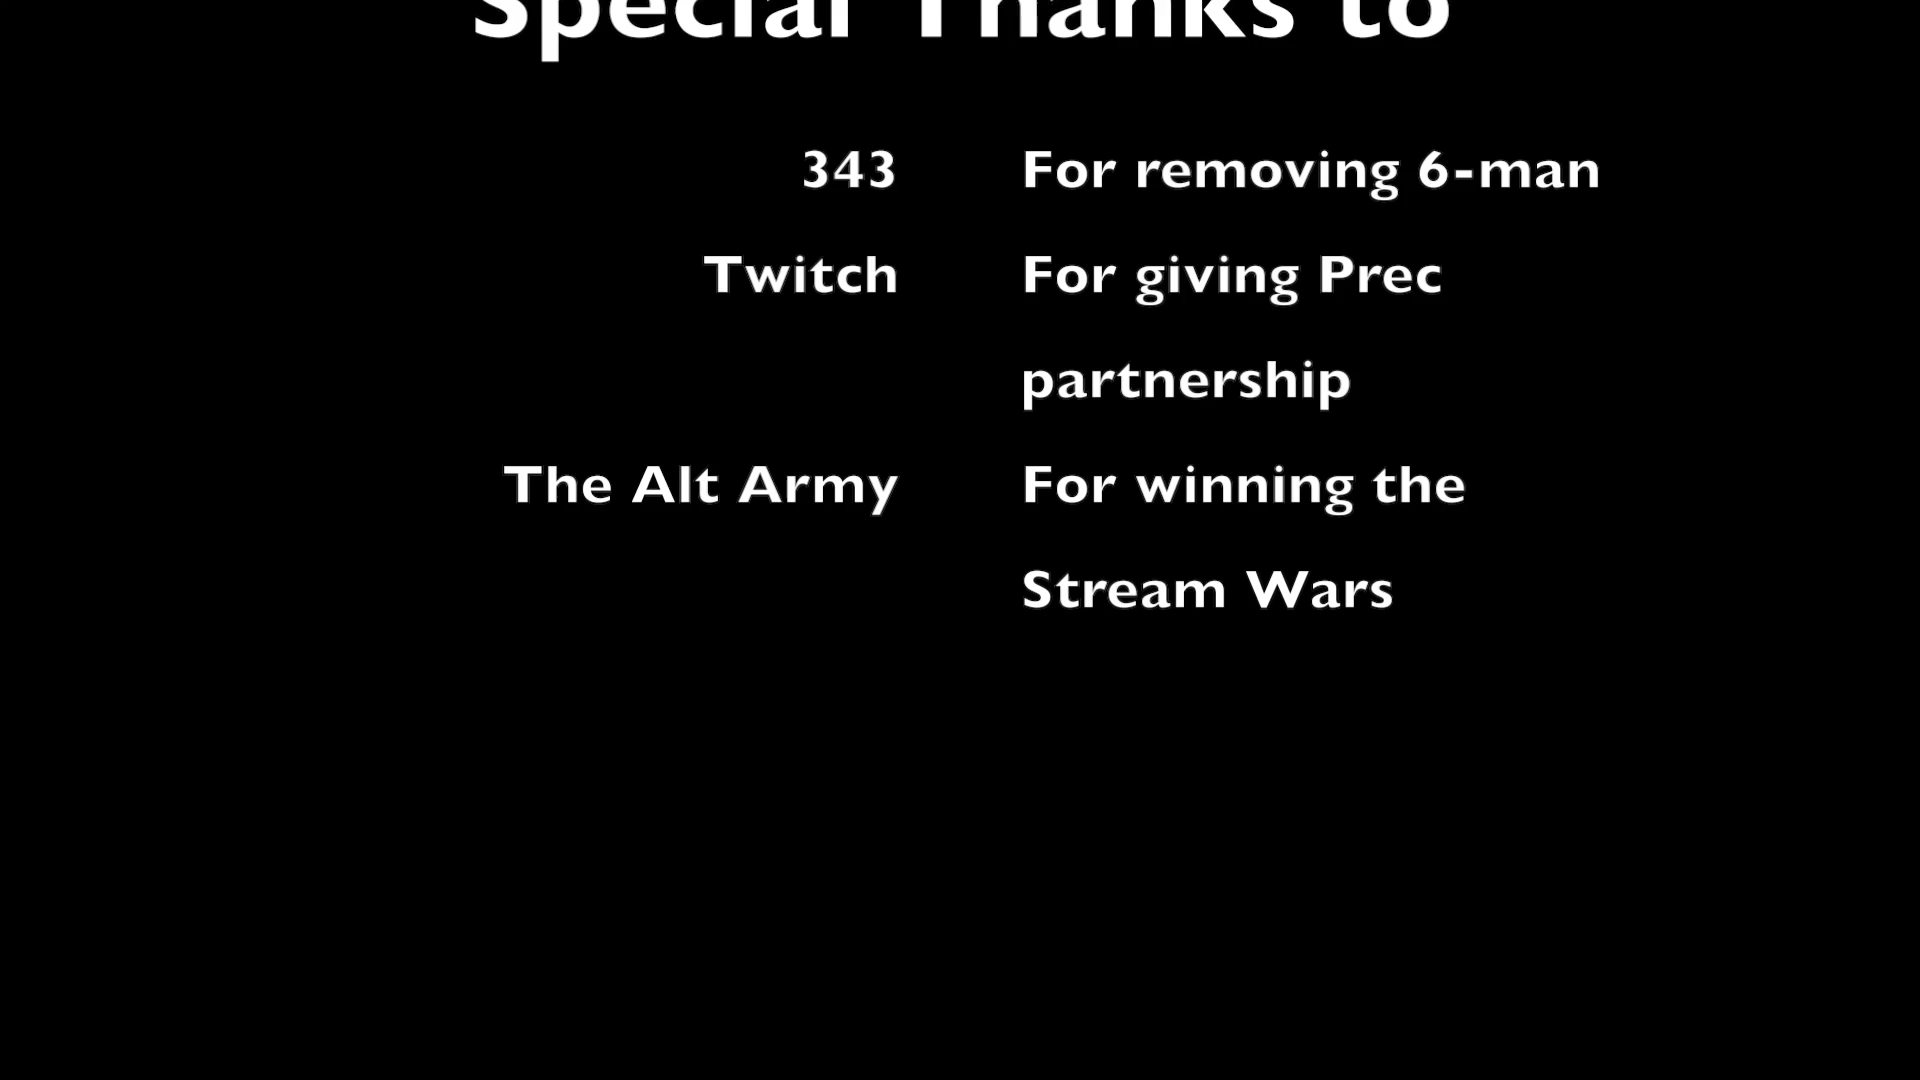 Special Thanks to
343 For removing 6-man
Twitch For giving Prec
partnership
The Alt Army For winning the
Stream Wars